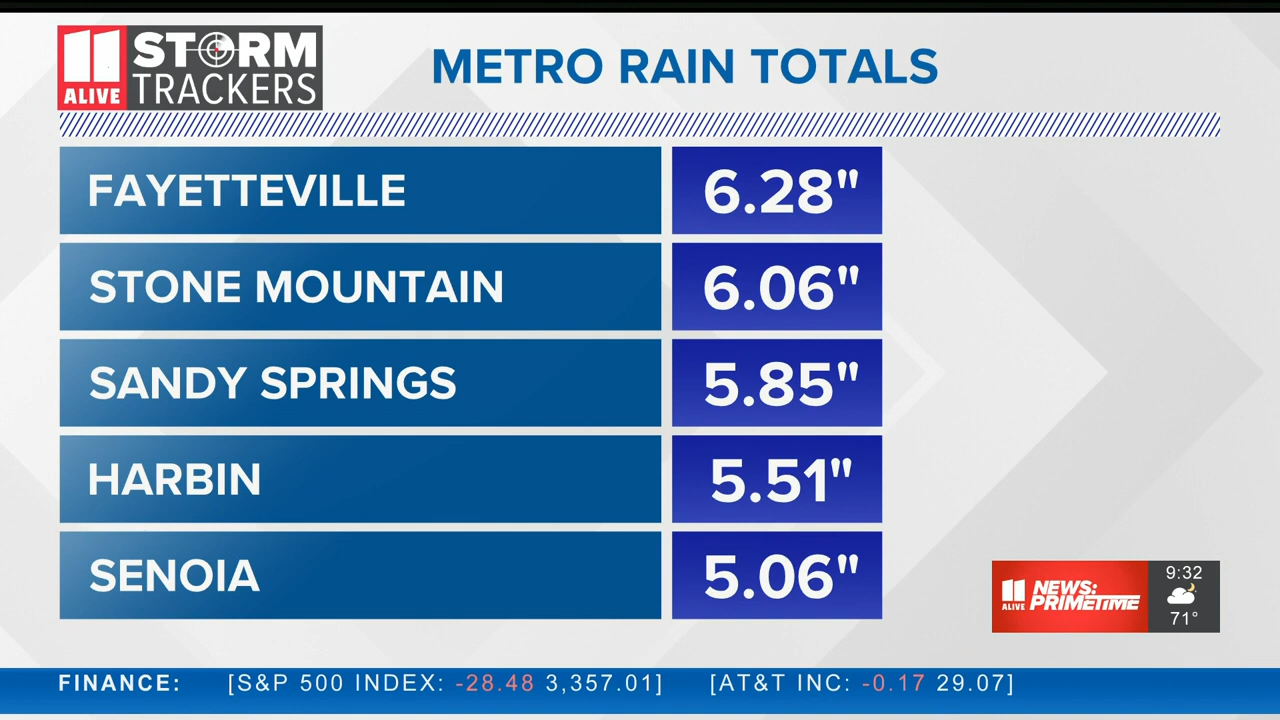 11 ALIVE STORM TRACKERS
METRO RAIN TOTALS
FAYETTEVILLE 6.28"
STONE MOUNTAIN 6.06"
SANDY SPRINGS 5.85"
HARBIN 5.51"
SENOIA 5.06"
11 ALIVE NEWS: PRIMETIME
9:32
71°
FINANCE: [S&P 500 INDEX: -28.48 3,357.01] [AT&T INC: -0.17 29.07]